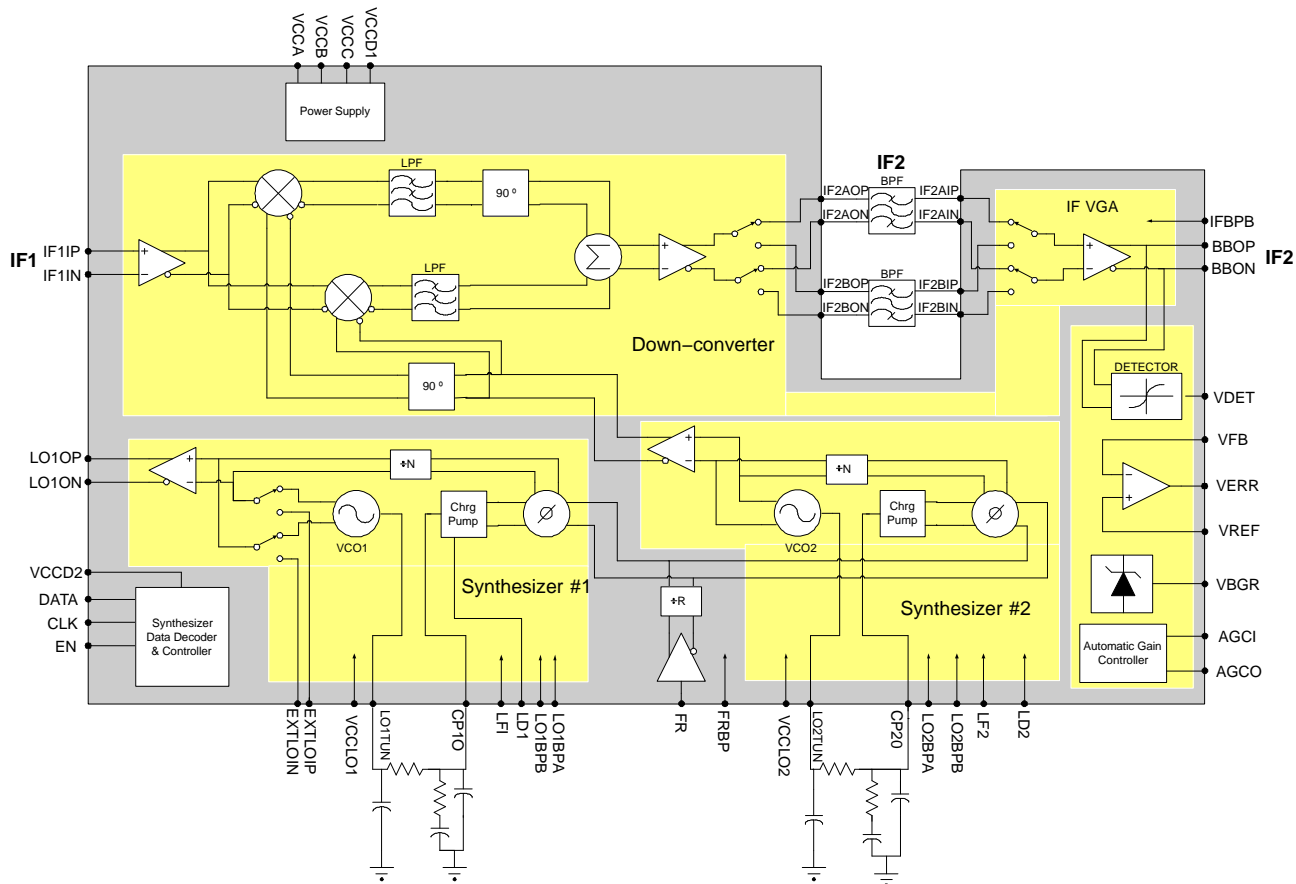 VCCA
VCCB
VCCC
VCCD1
Power Supply
IF2
LPF
90 º
IF2AOP
BPF
IF2AIP
IF VGA
IF2AON
IF2AIN
IFBPB
IF1
IF1IP
IF1IN
+
−
Σ
+
−
+
−
BBOP
BBON
IF2
LPF
BPF
IF2BOP
IF2BIP
IF2BON
IF2BIN
Down−converter
90 º
DETECTOR
VDET
LO1OP
LO1ON
+
−
÷N
+
−
÷N
VFB
−
+
VERR
VREF
Chrg
Pump
ø
VCO1
Chrg
Pump
ø
VCO2
VCCD2
DATA
CLK
EN
Synthesizer
Data Decoder
& Controller
Synthesizer #1
÷R
Synthesizer #2
VBGR
Automatic Gain
Controller
AGCI
AGCO
EXTLOIN
EXTLOIP
VCCLO1
LO1TUN
CP1O
LFI
LD1
LO1BPB
LO1BPA
FR
FRBP
VCCLO2
LO2TUN
CP20
LO2BPA
LO2BPB
LF2
LD2